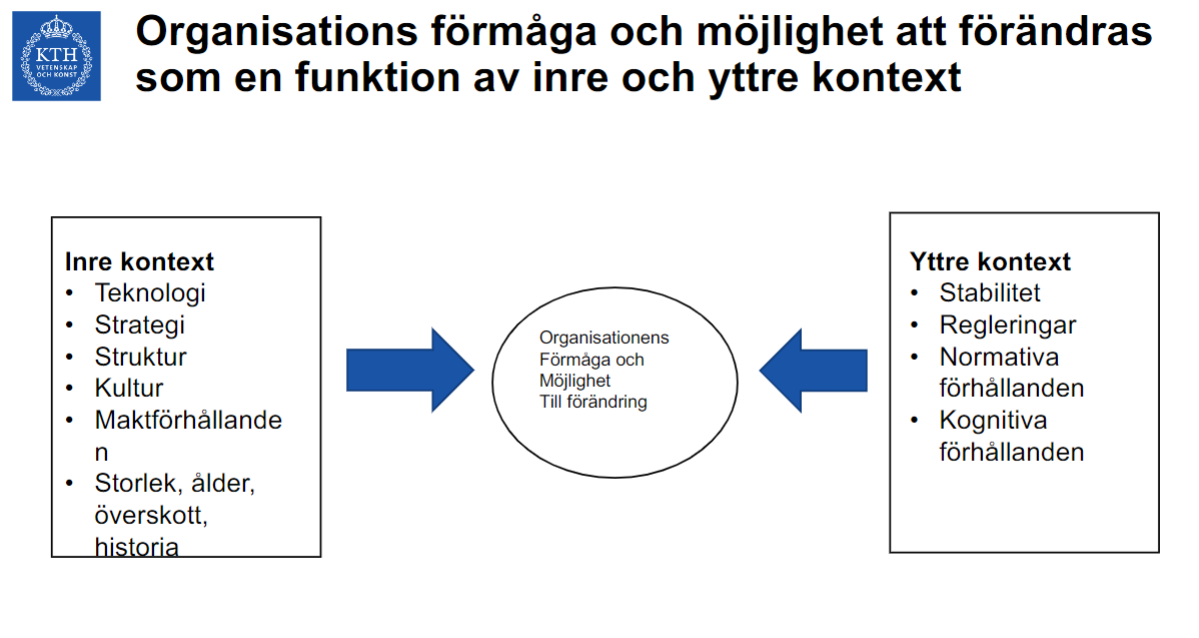 KTH
VETENSKAP
OCH KONST
Organisations förmåga och möjlighet att förändras
som en funktion av inre och yttre kontext
Inre kontext
• Teknologi
• Strategi
• Struktur
• Kultur
• Maktförhållande
n
• Storlek, ålder,
överskott,
historia
Organisationens
Förmåga och
Möjlighet
Till förändring
Yttre kontext
• Stabilitet
• Regleringar
• Normativa
förhållanden
• Kognitiva
förhållanden